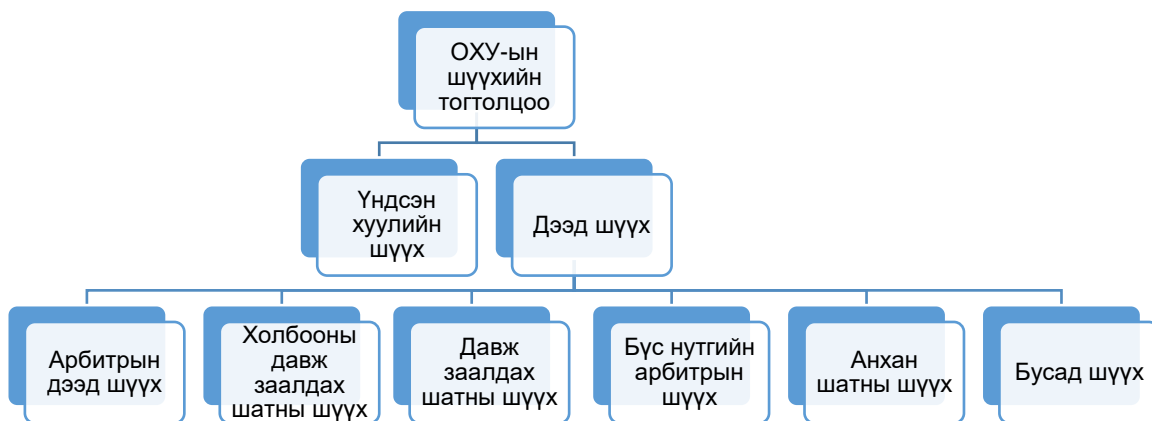 ОХУ-ын
шүүхийн
тогтолцоо
Үндсэн
хуулийн
шүүх
Дээд шүүх
Арбитрын
дээд шүүх
Холбооны
давж
заалдах
шатны шүүх
Давж
заалдах
шатны шүүх
Бүс нутгийн
арбитрын
шүүх
Анхан
шатны шүүх
Бусад шүүх